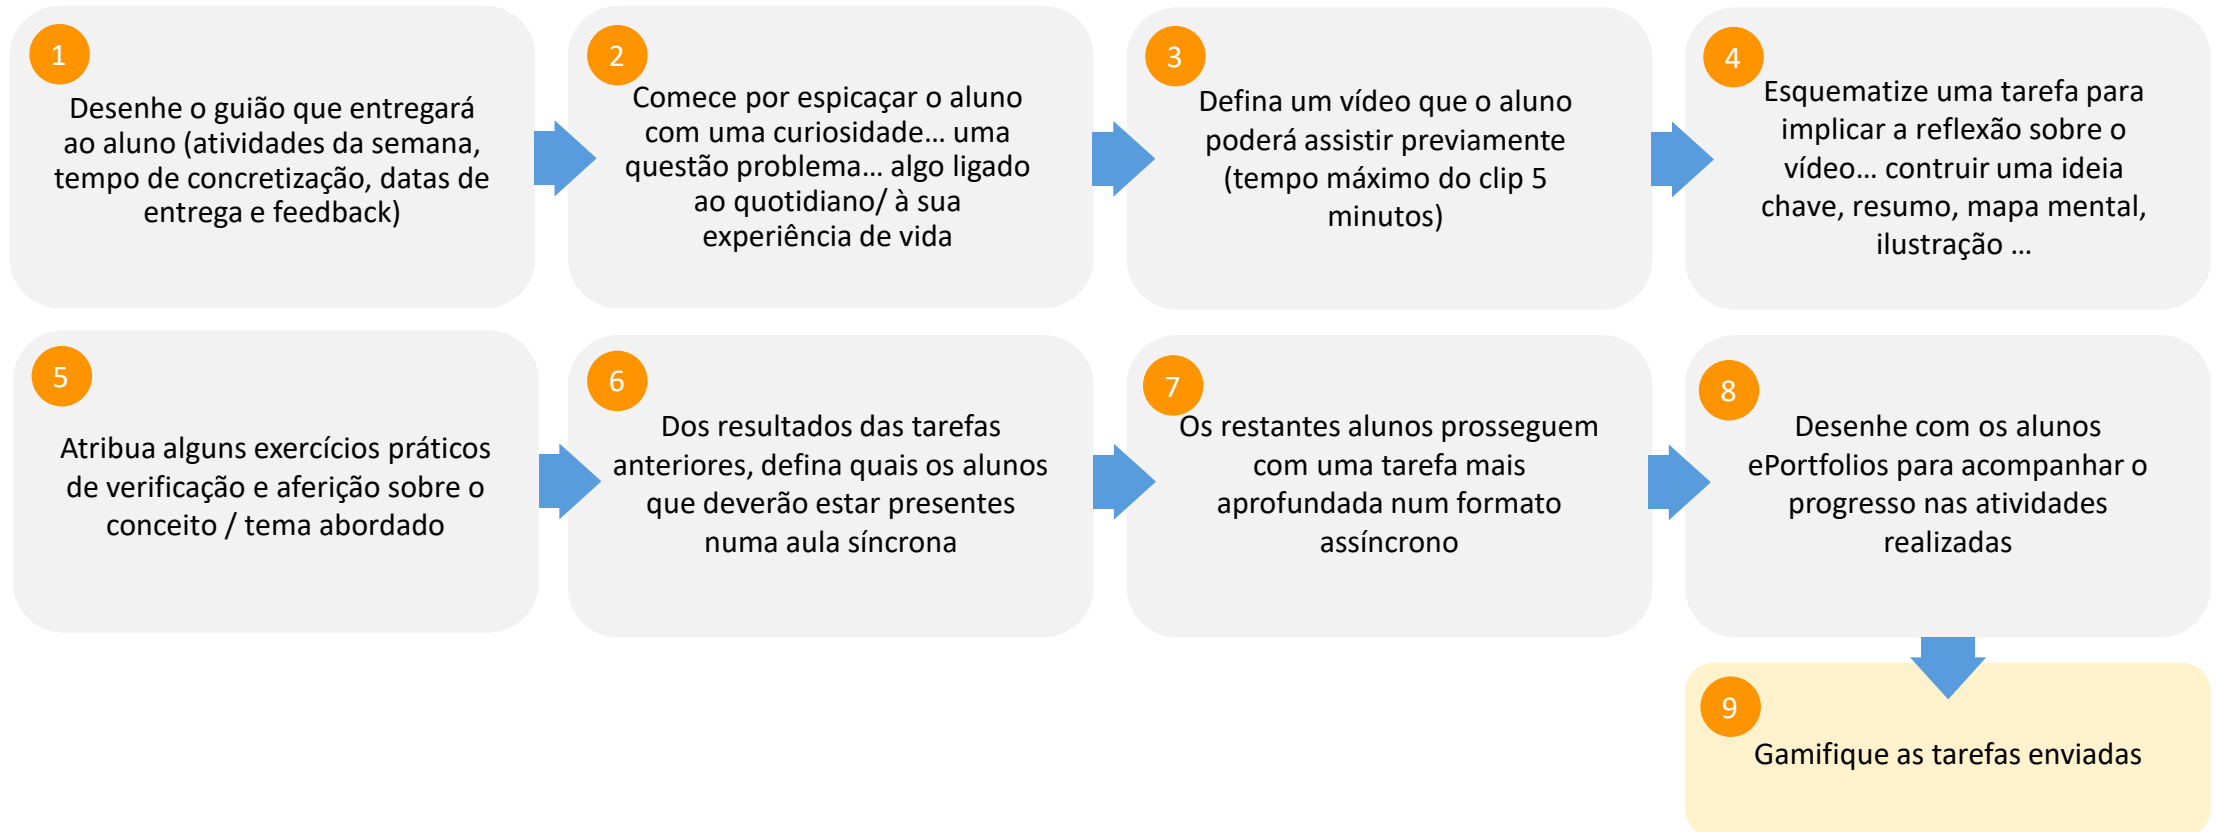 1
Desenhe o guião que entregará
ao aluno (atividades da semana,
tempo de concretização, datas de
entrega e feedback)
2
Comece por espicaçar o aluno
com uma curiosidade... uma
questão problema... algo ligado
ao quotidiano/ à sua
experiência de vida
3
Defina um vídeo que o aluno
poderá assistir previamente
(tempo máximo do clip 5
minutos)
4
Esquematize uma tarefa para
implicar a reflexão sobre o
vídeo... contruir uma ideia
chave, resumo, mapa mental,
ilustração ...
5
Atribua alguns exercícios práticos
de verificação e aferição sobre o
conceito / tema abordado
6
Dos resultados das tarefas
anteriores, defina quais os alunos
que deverão estar presentes
numa aula síncrona
7
Os restantes alunos prosseguem
com uma tarefa mais
aprofundada num formato
assíncrono
8
Desenhe com os alunos
ePortfolios para acompanhar o
progresso nas atividades
realizadas
9
Gamifique as tarefas enviadas